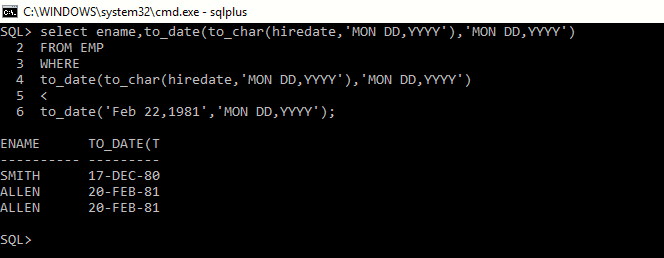 C:\WINDOWS\system32\cmd.exe - sqlplus
SQL> select ename,to_date(to_char(hiredate,'MON DD,YYYY'),'MON DD,YYYY')
2 FROM EMP
3 WHERE
4 to_date(to_char(hiredate,'MON DD,YYYY'),'MON DD,YYYY')
5 <
6 to_date('Feb 22,1981','MON DD,YYYY');
ENAME TO_DATE(T
---------- ---------
SMITH 17-DEC-80
ALLEN 20-FEB-81
ALLEN 20-FEB-81
SQL>